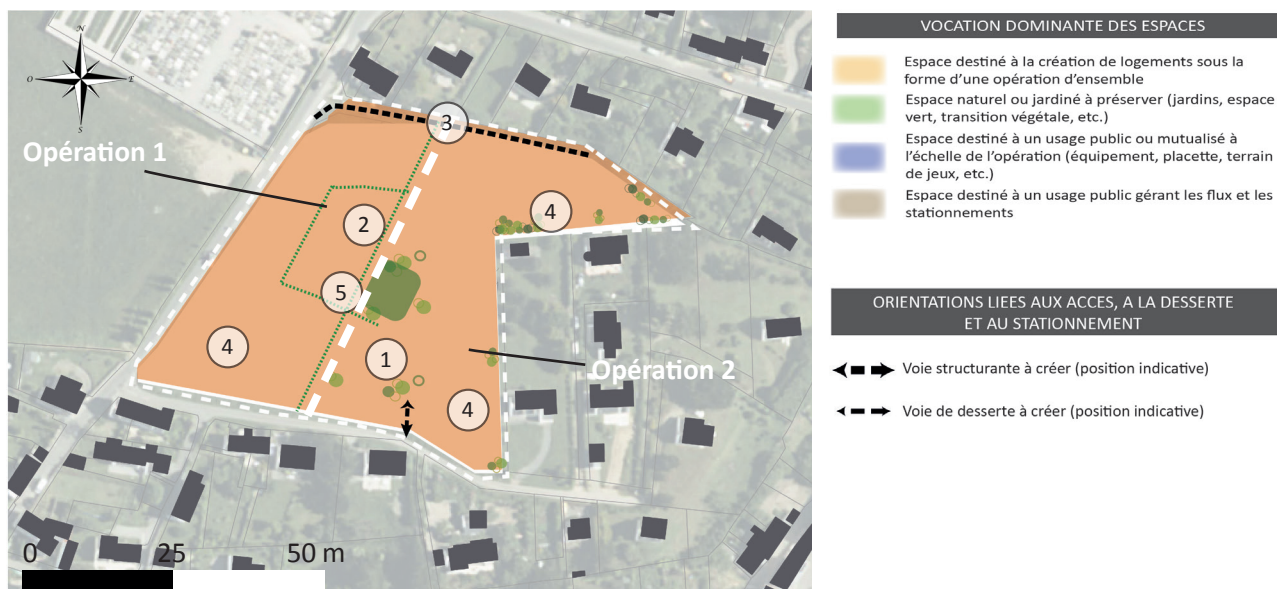 N
O
E
S
Opération 1
3
4
2
5
4
1
Opération 2
4
0 25 50 m
VOCATION DOMINANTE DES ESPACES
Espace destiné à la création de logements sous la
forme d'une opération d'ensemble
Espace naturel ou jardiné à préserver (jardins, espace
vert, transition végétale, etc.)
Espace destiné à un usage public ou mutualisé à
l'échelle de l'opération (équipement, placette, terrain
de jeux, etc.)
Espace destiné à un usage public gérant les flux et les
stationnements
ORIENTATIONS LIEES AUX ACCES, A LA DESSERTE
ET AU STATIONNEMENT
Voie structurante à créer (position indicative)
Voie de desserte à créer (position indicative)